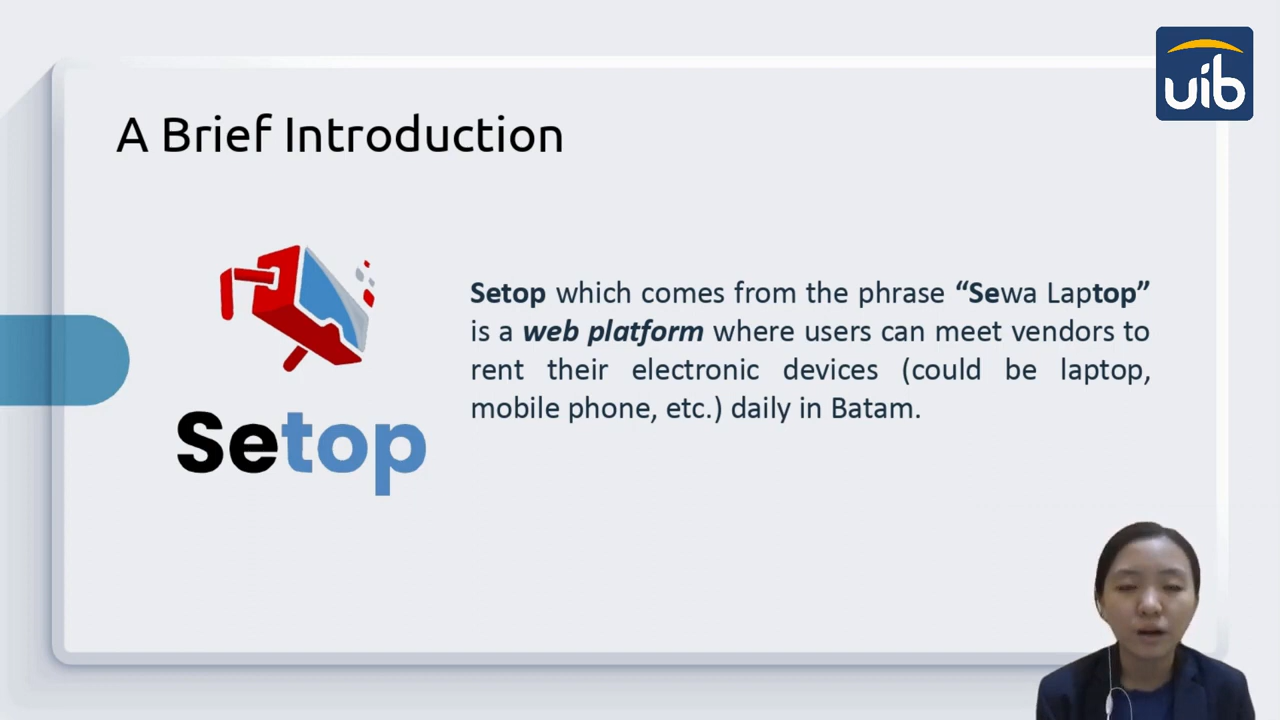 uib
A Brief Introduction
Setop which comes from the phrase “Sewa Laptop”
is a web platform where users can meet vendors to
rent their electronic devices (could be laptop,
mobile phone, etc.) daily in Batam.
Setop